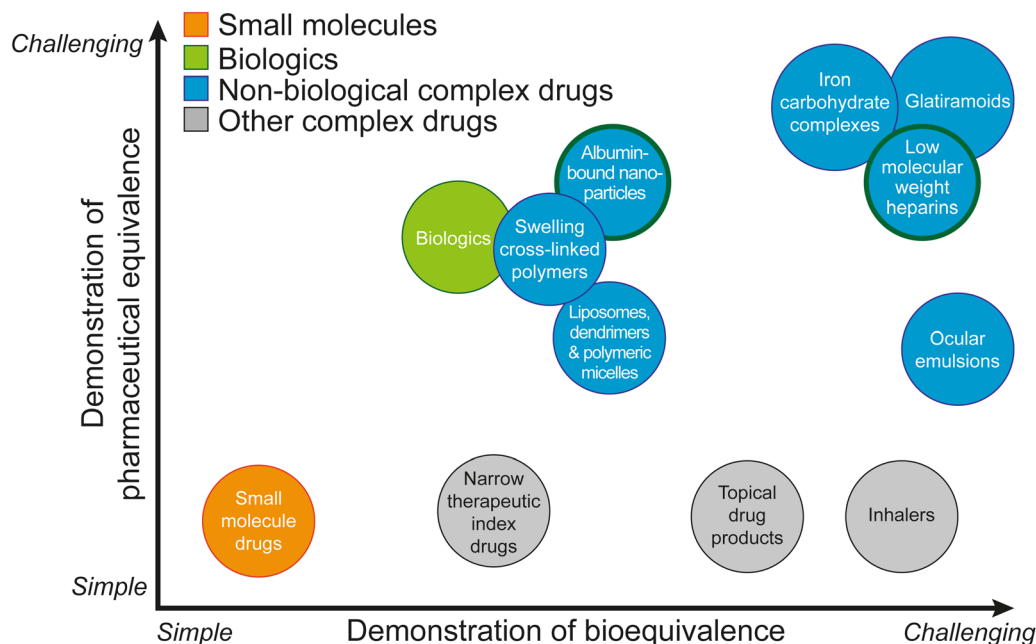 Challenging
Small molecules
Biologics
Non-biological complex drugs
Other complex drugs
Demonstration of
pharmaceutical equivalence
Iron
carbohydrate
complexes
Glatiramoids
Low
molecular
weight
heparins
Albumin-
bound nano-
particles
Biologics
Swelling
cross-linked
polymers
Liposomes,
dendrimers
& polymeric
micelles
Ocular
emulsions
Small
molecule
drugs
Narrow
therapeutic
index
drugs
Topical
drug
products
Inhalers
Simple
Simple
Demonstration of bioequivalence
Challenging